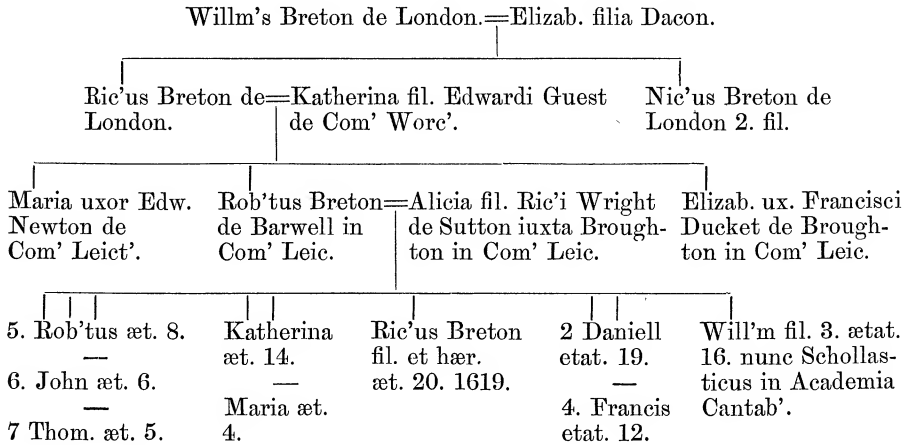 Willm's Breton de London.=Elizab. filia Dacon.
Ric'us Breton de=Katherina fil. Edwardi Guest
London.
de Com' Worc'.
Nic'us Breton de
London 2. fil.
Maria uxor Edw.
Newton de
Com' Leict'.
Rob'tus Breton=Alicia fil. Ric'i Wright
de Barwell in
Com' Leic.
de Sutton iuxta Brough-
ton in Com' Leic.
Elizab. ux. Francisci
Ducket de Brough-
ton in Com' Leic.
5. Rob'tus æt. 8.
—
6. John æt. 6.
—
7 Thom. æt. 5.
Katherina
æt. 14.
—
Maria æt.
4.
Ric'us Breton
fil. et hær.
æt. 20. 1619.
2 Daniell
etat. 19.
—
4. Francis
etat. 12.
Will'm fil. 3. ætat.
16. nunc Schollas-
ticus in Academia
Cantab'.